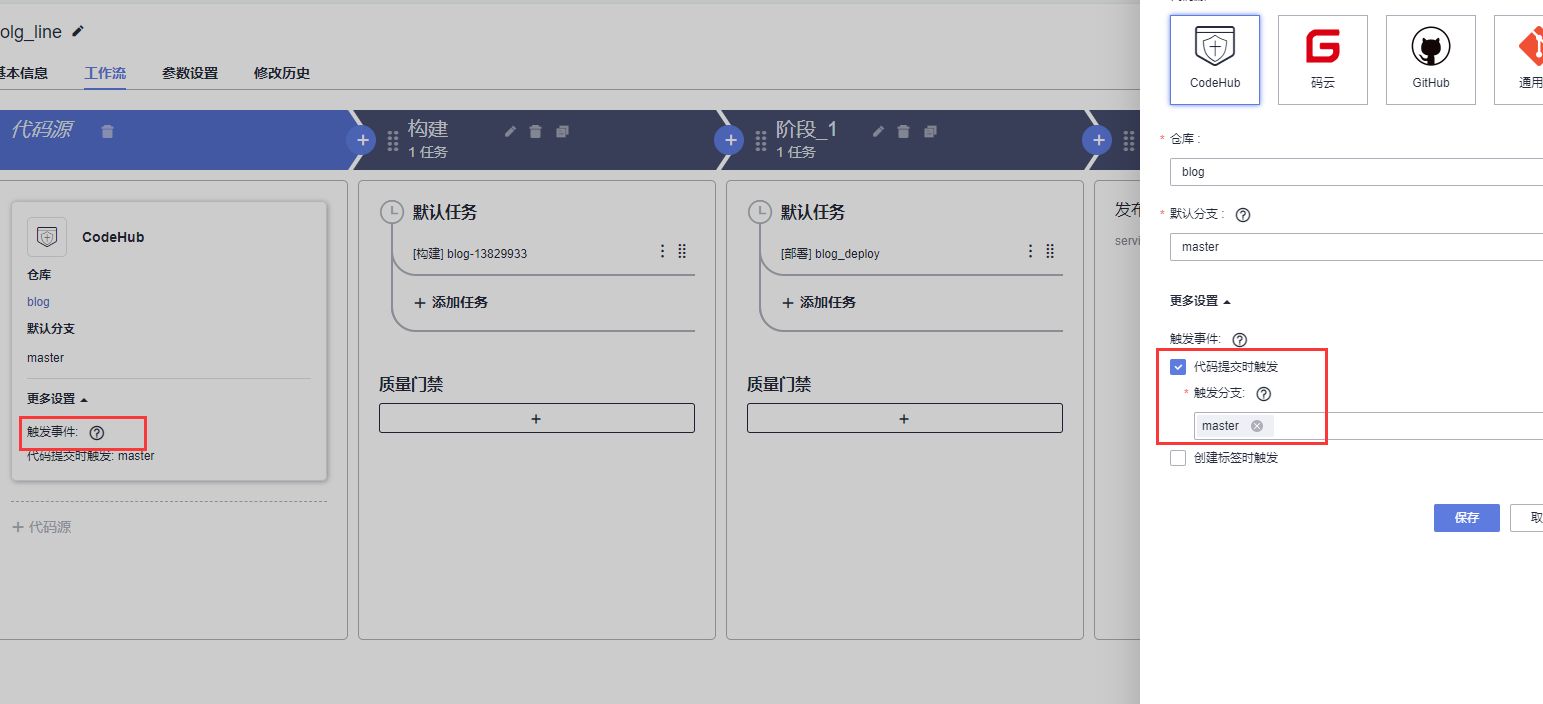 olg_line
基本信息 工作流 参数设置 修改历史
代码源
构建
1 任务
阶段_1
1 任务
CodeHub
仓库
blog
默认分支
master
更多设置
触发事件:
代码提交时触发: master
+ 代码源
默认任务
[构建] blog-13829933
+ 添加任务
质量门禁
+
默认任务
[部署] blog_deploy
+ 添加任务
质量门禁
+
发布
servi
代码源
CodeHub 码云 GitHub 通用
* 仓库 :
blog
* 默认分支 :
master
更多设置
触发事件:
代码提交时触发
* 触发分支:
master
创建标签时触发
保存 取